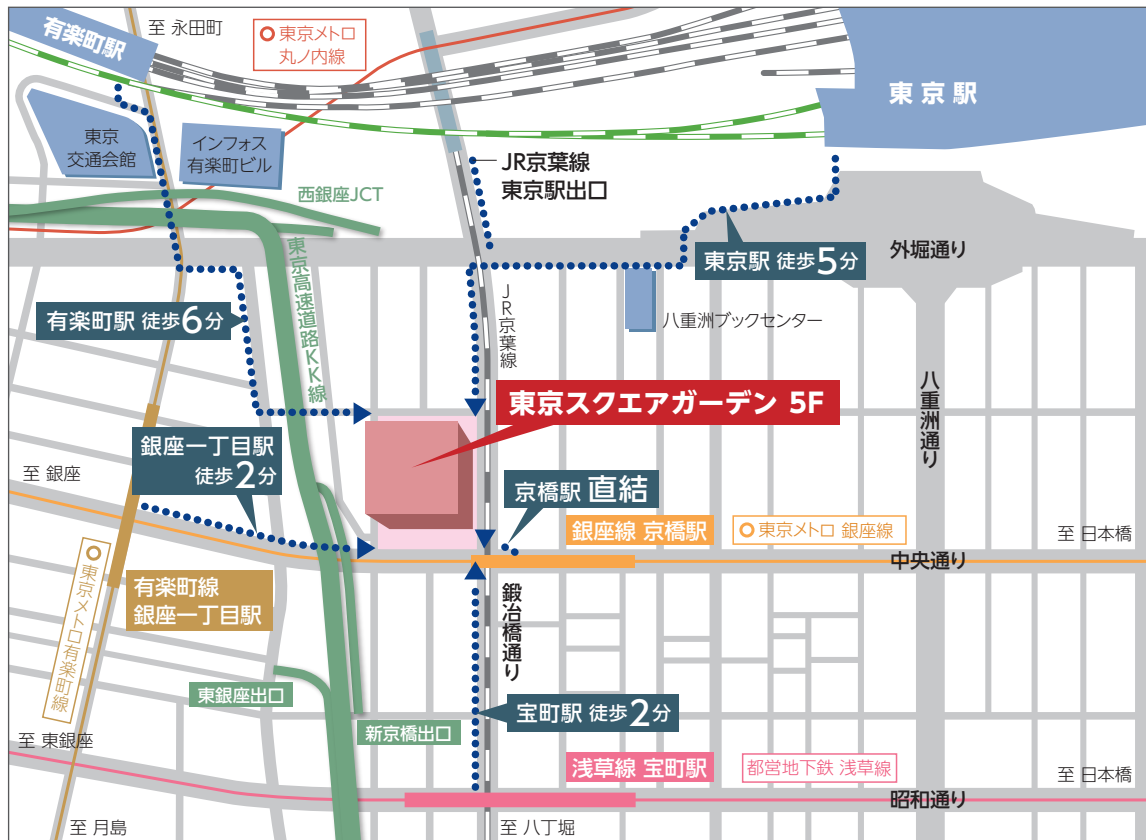 至 永田町
有楽町駅
東京メトロ
丸ノ内線
東京駅
東京
交通会館
インフォス
有楽町ビル
JR京葉線
東京駅出口
西銀座JCT
外堀通り
東京駅 徒歩5分
東京高速道路KK線
JR京葉線
有楽町駅 徒歩6分
八重洲ブックセンター
八重洲通り
東京スクエアガーデン 5F
銀座一丁目駅
徒歩2分
至 銀座
京橋駅 直結
銀座線 京橋駅
東京メトロ 銀座線
至 日本橋
中央通り
東京メトロ有楽町線
有楽町線
銀座一丁目駅
鍛冶橋通り
東銀座出口
新京橋出口
宝町駅 徒歩2分
至 東銀座
浅草線 宝町駅
都営地下鉄 浅草線
至 日本橋
昭和通り
至 月島
至 八丁堀